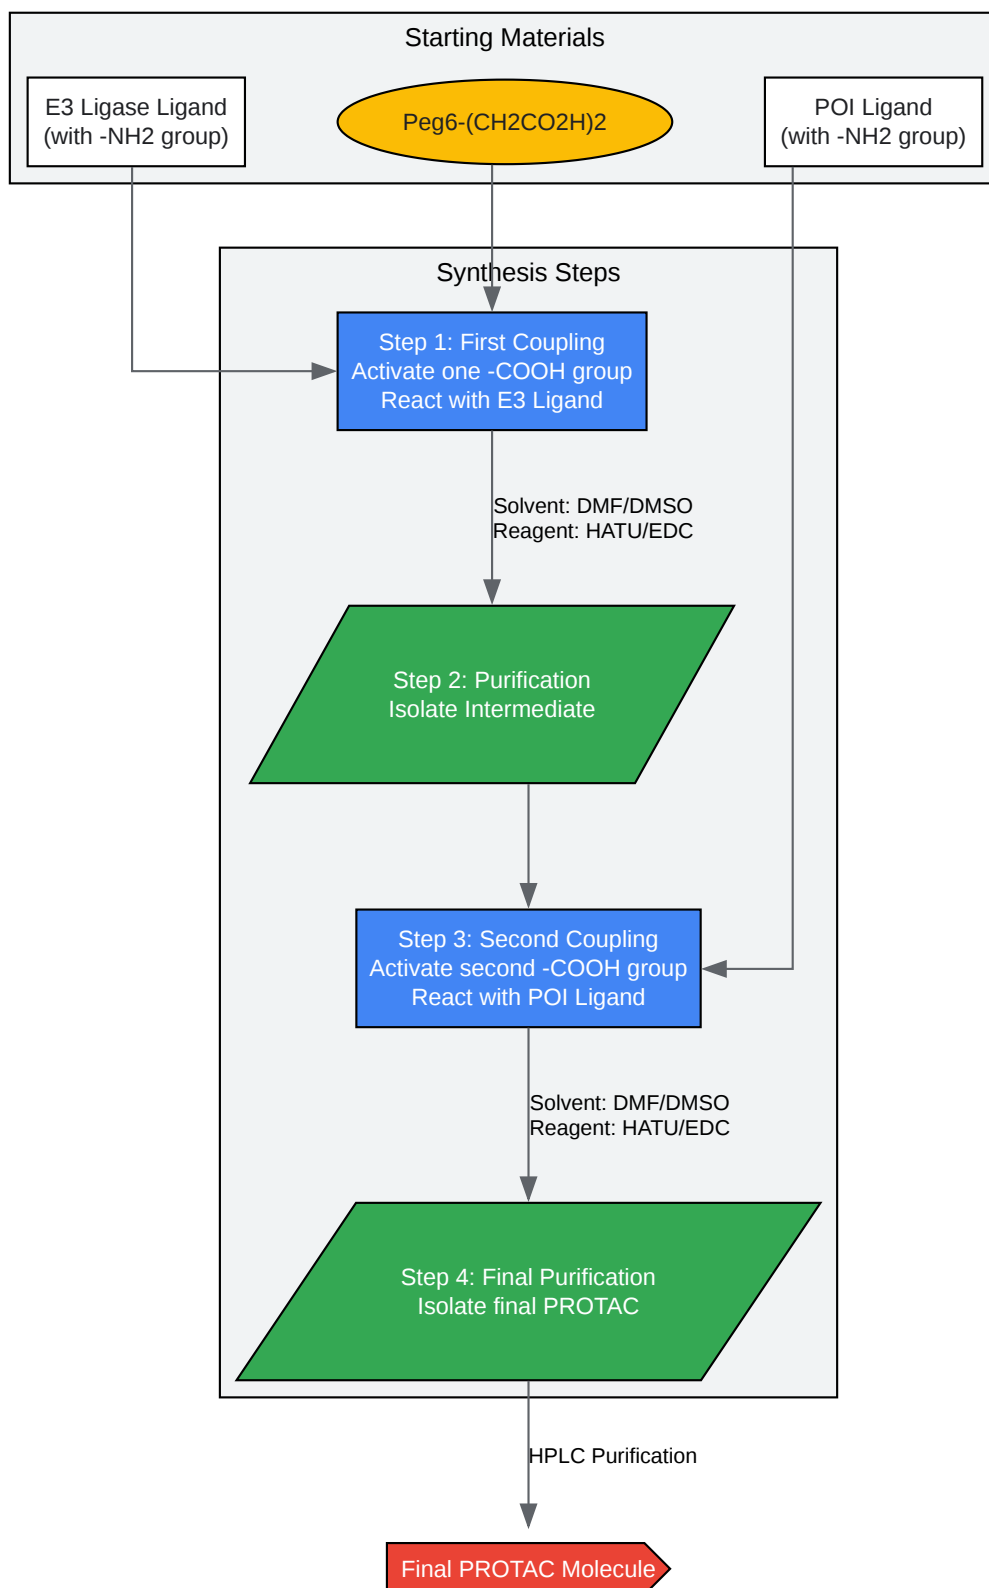 Starting Materials
E3 Ligase Ligand
(with -NH2 group)
Peg6-(CH2CO2H)2
POI Ligand
(with -NH2 group)
Synthesis Steps
Step 1: First Coupling
Activate one -COOH group
React with E3 Ligand
Solvent: DMF/DMSO
Reagent: HATU/EDC
Step 2: Purification
Isolate Intermediate
Step 3: Second Coupling
Activate second -COOH group
React with POI Ligand
Solvent: DMF/DMSO
Reagent: HATU/EDC
Step 4: Final Purification
Isolate final PROTAC
HPLC Purification
Final PROTAC Molecule